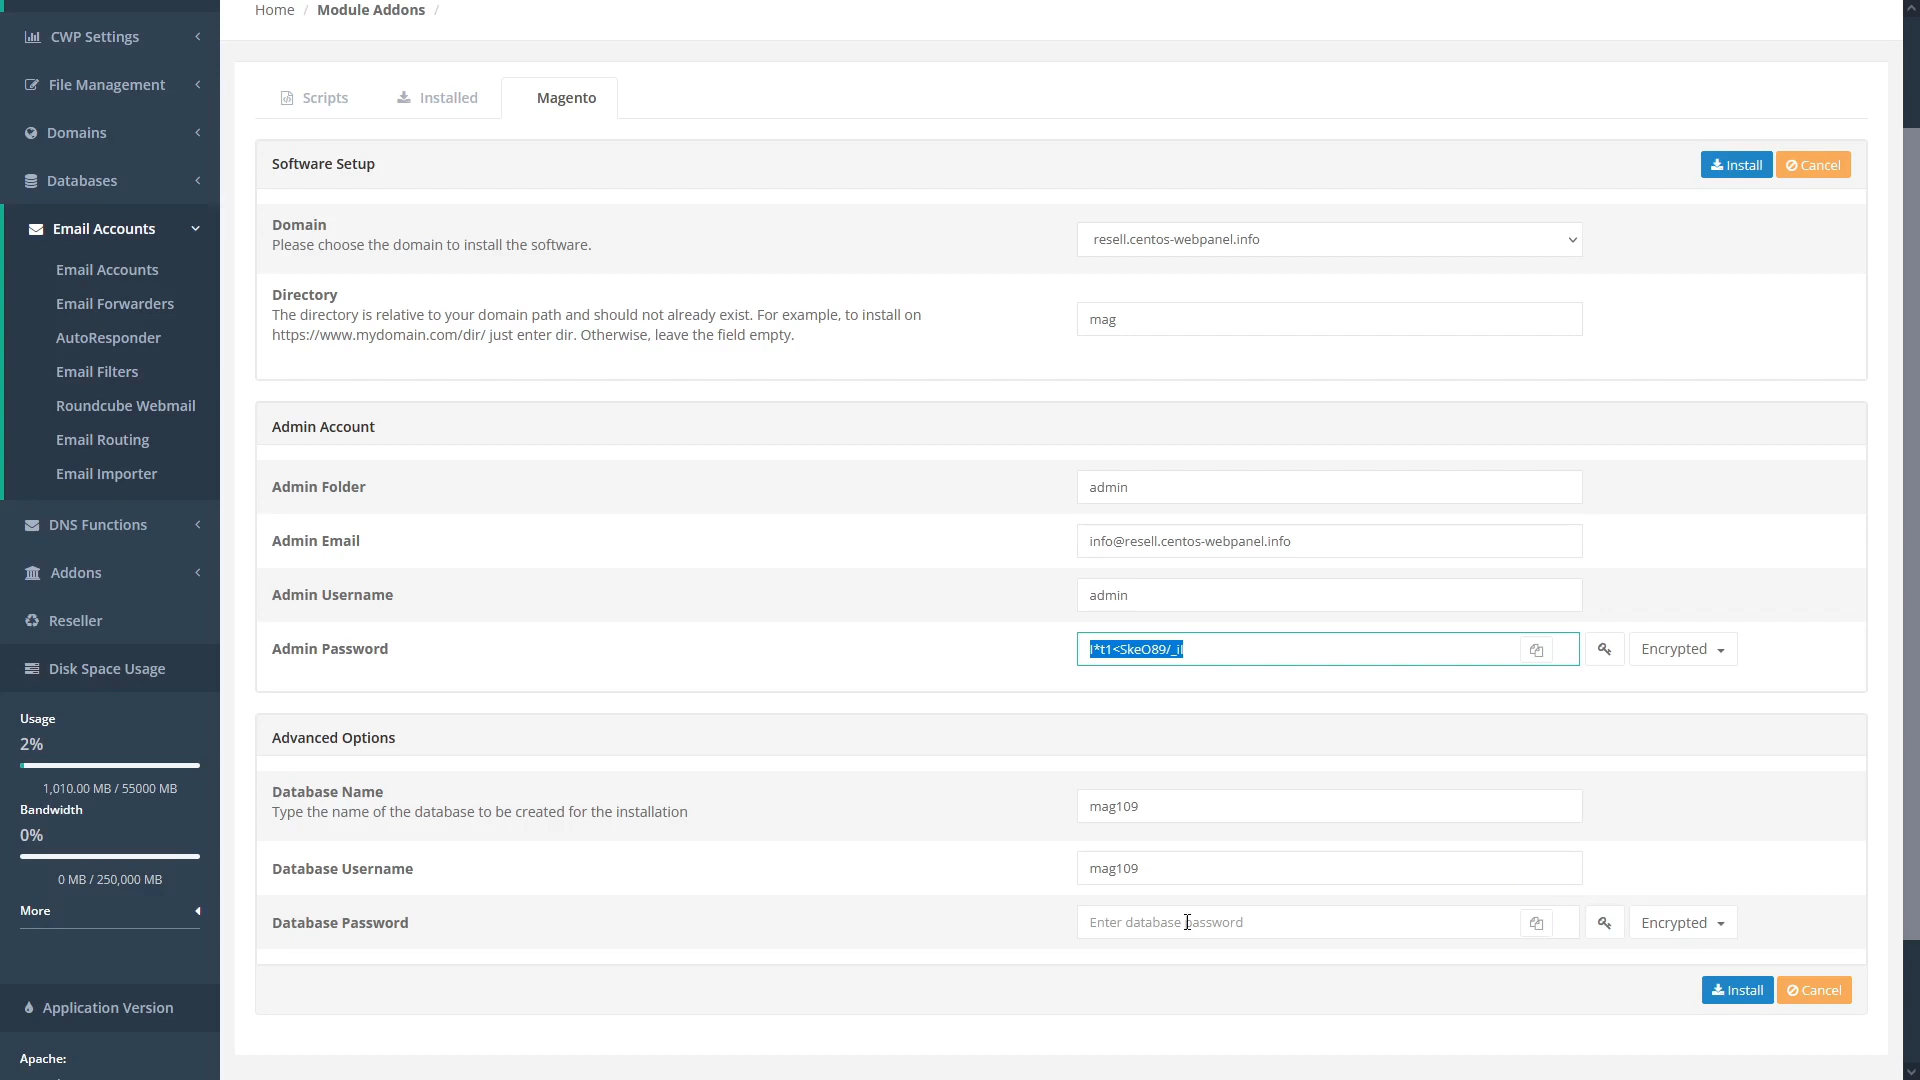 Home / Module Addons /
CWP Settings
File Management
Domains
Databases
Email Accounts
Email Accounts
Email Forwarders
AutoResponder
Email Filters
Roundcube Webmail
Email Routing
Email Importer
DNS Functions
Addons
Reseller
Disk Space Usage
Usage
2%
1,010.00 MB / 55000 MB
Bandwidth
0%
0 MB / 250,000 MB
More
Application Version
Apache:
Scripts
Installed
Magento
Software Setup
Install
Cancel
Domain
Please choose the domain to install the software.
resell.centos-webpanel.info
Directory
The directory is relative to your domain path and should not already exist. For example, to install on
https://www.mydomain.com/dir/ just enter dir. Otherwise, leave the field empty.
mag
Admin Account
Admin Folder
admin
Admin Email
info@resell.centos-webpanel.info
Admin Username
admin
Admin Password
Encrypted
Advanced Options
Database Name
Type the name of the database to be created for the installation
mag109
Database Username
mag109
Database Password
Enter database password
Encrypted
Install
Cancel